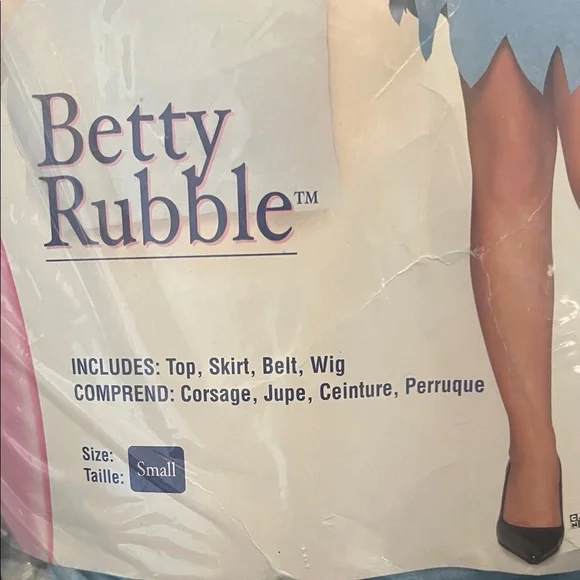 Betty
Rubble™
INCLUDES: Top, Skirt, Belt, Wig
COMPREND: Corsage, Jupe, Ceinture, Perruque
Size:
Taille: Small